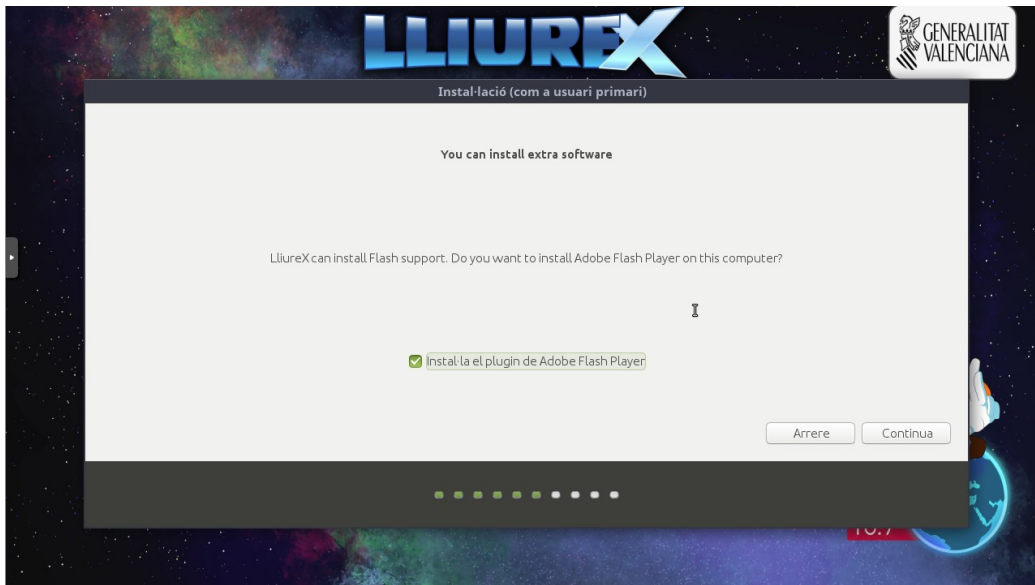 LLIUREX
GENERALITAT
VALENCIANA
Instal·lació (com a usuari primari)
You can install extra software
LliureX can install Flash support. Do you want to install Adobe Flash Player on this computer?
Instal·la el plugin de Adobe Flash Player
Arrere
Continua